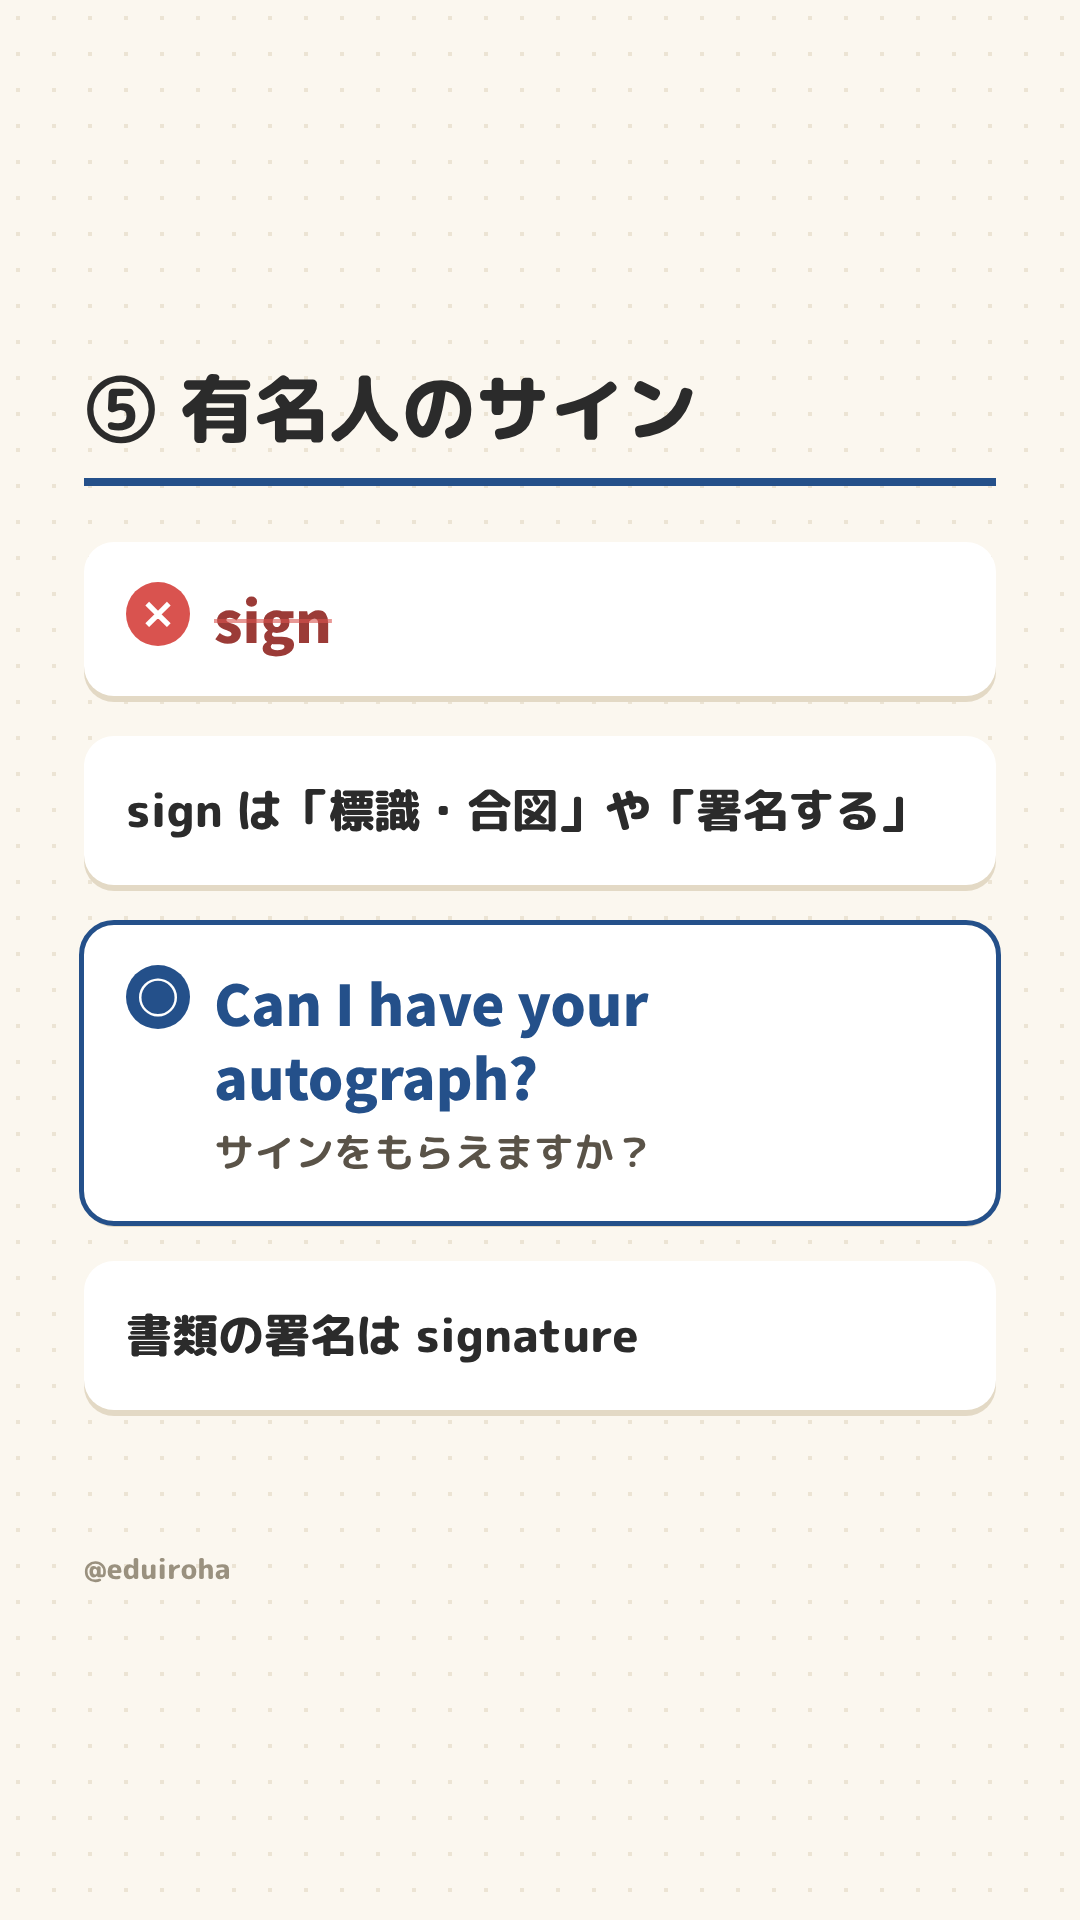 ⑤ 有名人のサイン
× sign
sign は「標識・合図」や「署名する」
○ Can I have your
autograph?
サインをもらえますか？
書類の署名は signature
@eduiroha